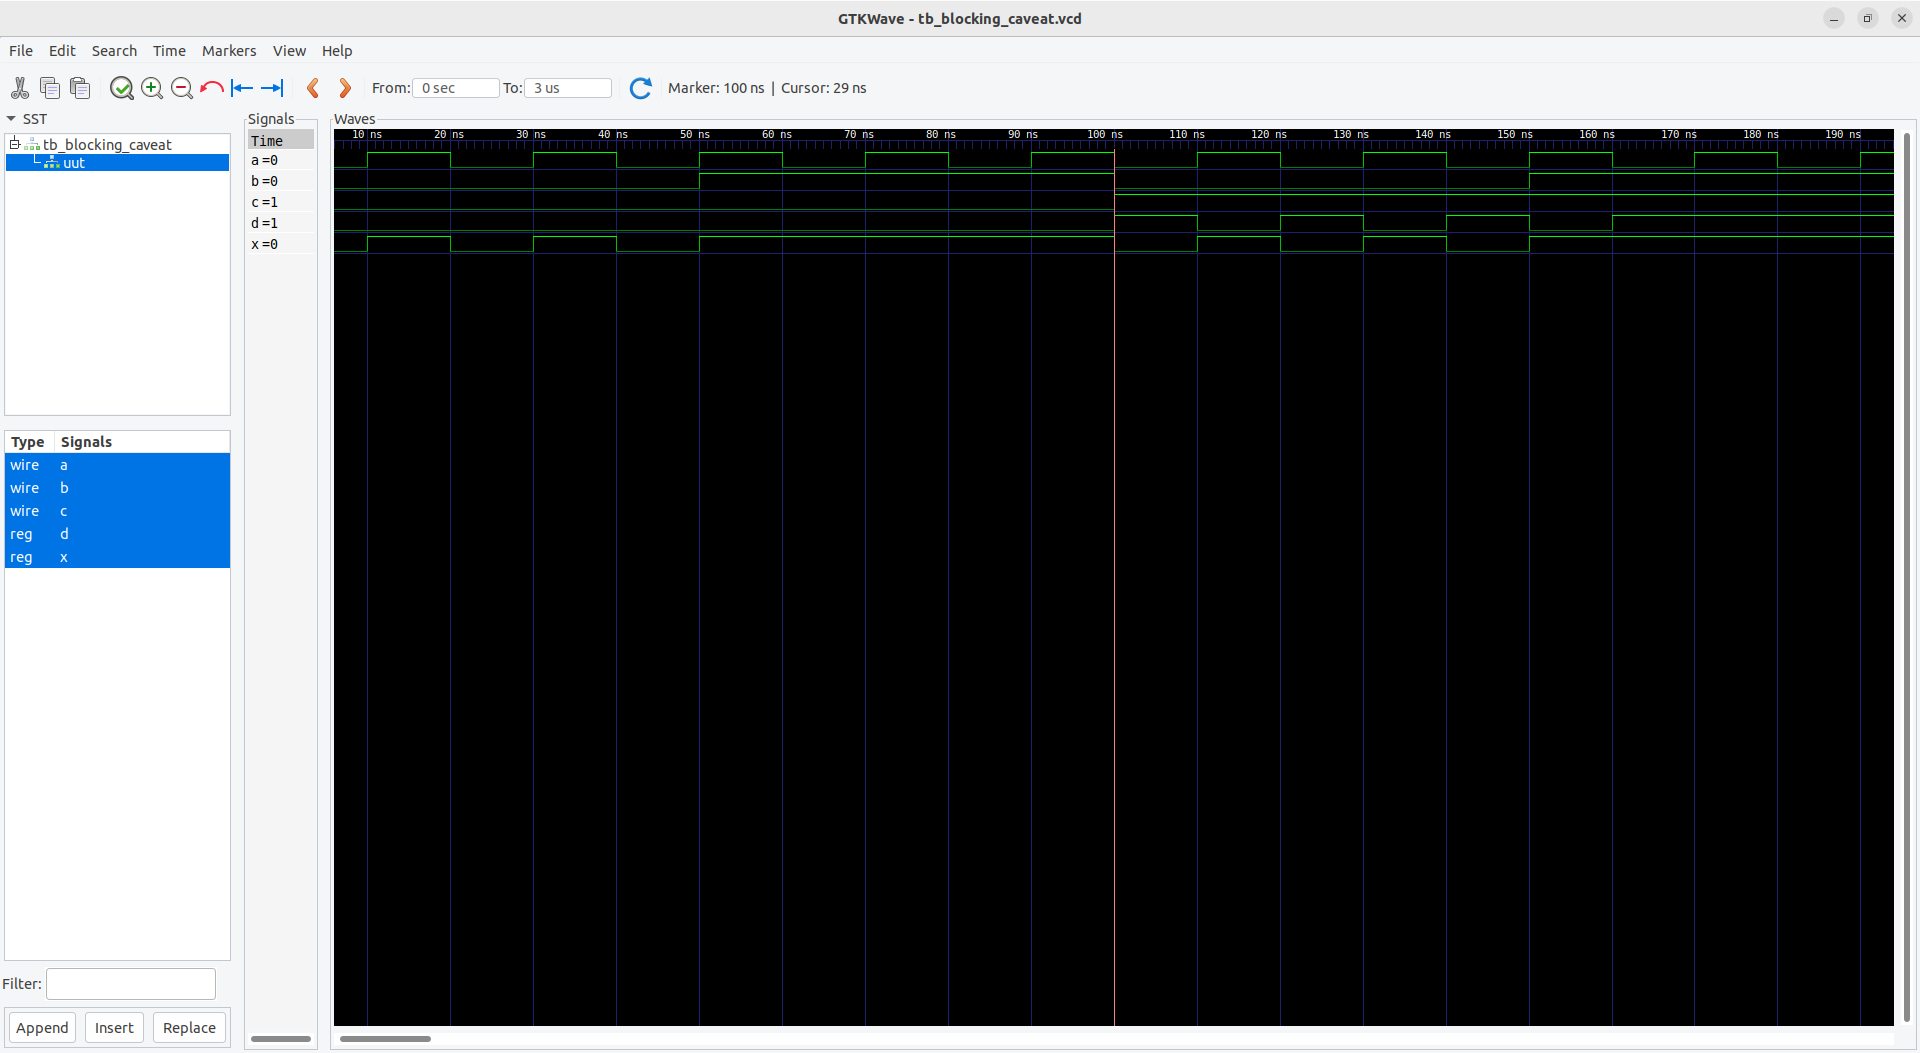 GTKWave - tb_blocking_caveat.vcd
File Edit Search Time Markers View Help
From: 0 sec To: 3 us Marker: 100 ns | Cursor: 29 ns
SST
tb_blocking_caveat
uut
Type Signals
wire a
wire b
wire c
reg d
reg x
Filter:
Append Insert Replace
Signals
Time
a=0
b=0
c=1
d=1
x=0
Waves
10 ns 20 ns 30 ns 40 ns 50 ns 60 ns 70 ns 80 ns 90 ns 100 ns 110 ns 120 ns 130 ns 140 ns 150 ns 160 ns 170 ns 180 ns 190 ns